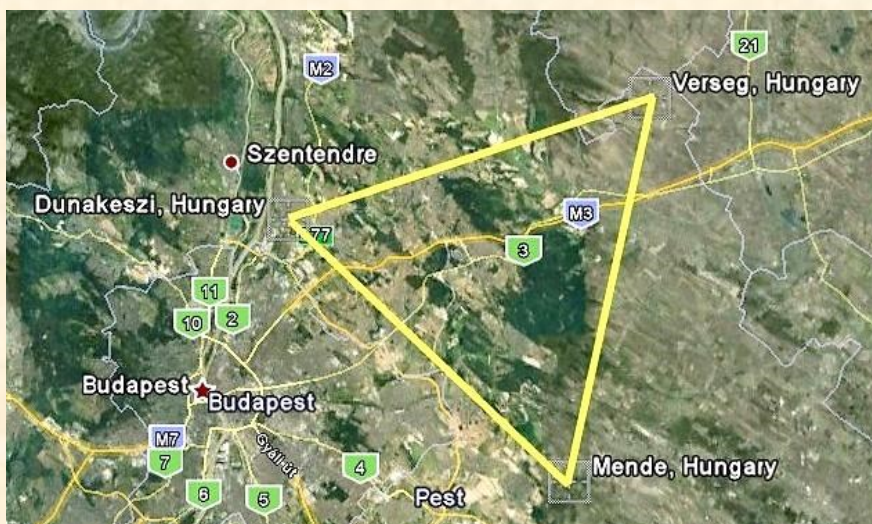 21
M2
Verseg, Hungary
Szentendre
Dunakeszi, Hungary
M3
77
3
11
10
2
Budapest
Budapest
M7
7
Gyáli út
4
Mende, Hungary
6
5
Pest